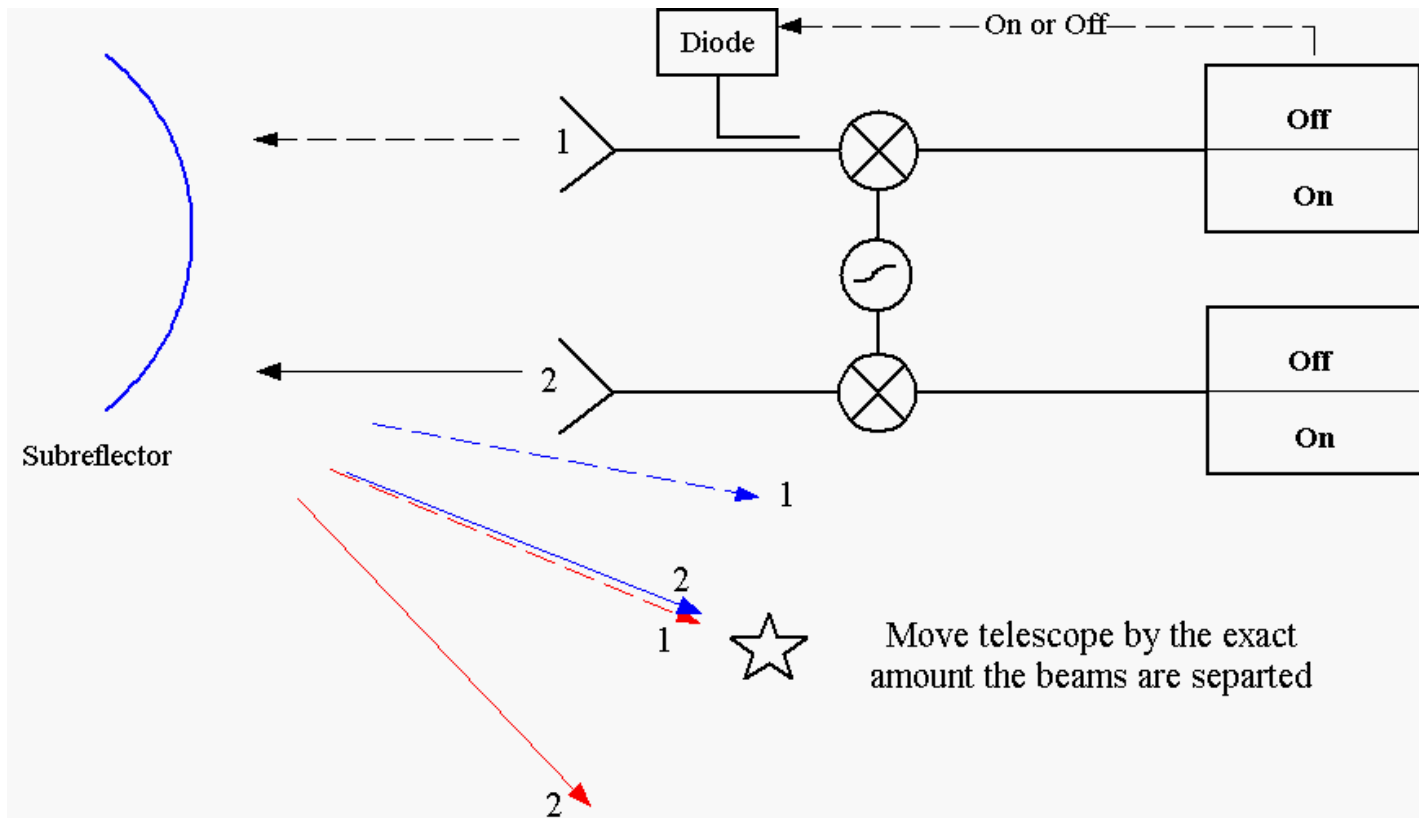 Diode
On or Off
Off
On
1
2
Off
On
Subreflector
1
2
1
Move telescope by the exact
amount the beams are separted
2